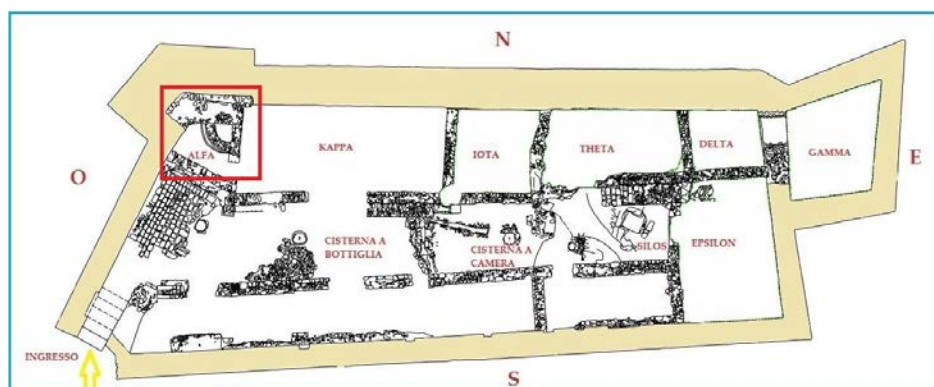 N
O
E
S
ALFA
KAPPA
IOTA
THETA
DELTA
GAMMA
CISTERNA A
BOTTIGLIA
CISTERNA A
CAMERA
SILOS
EPSILON
INGRESSO